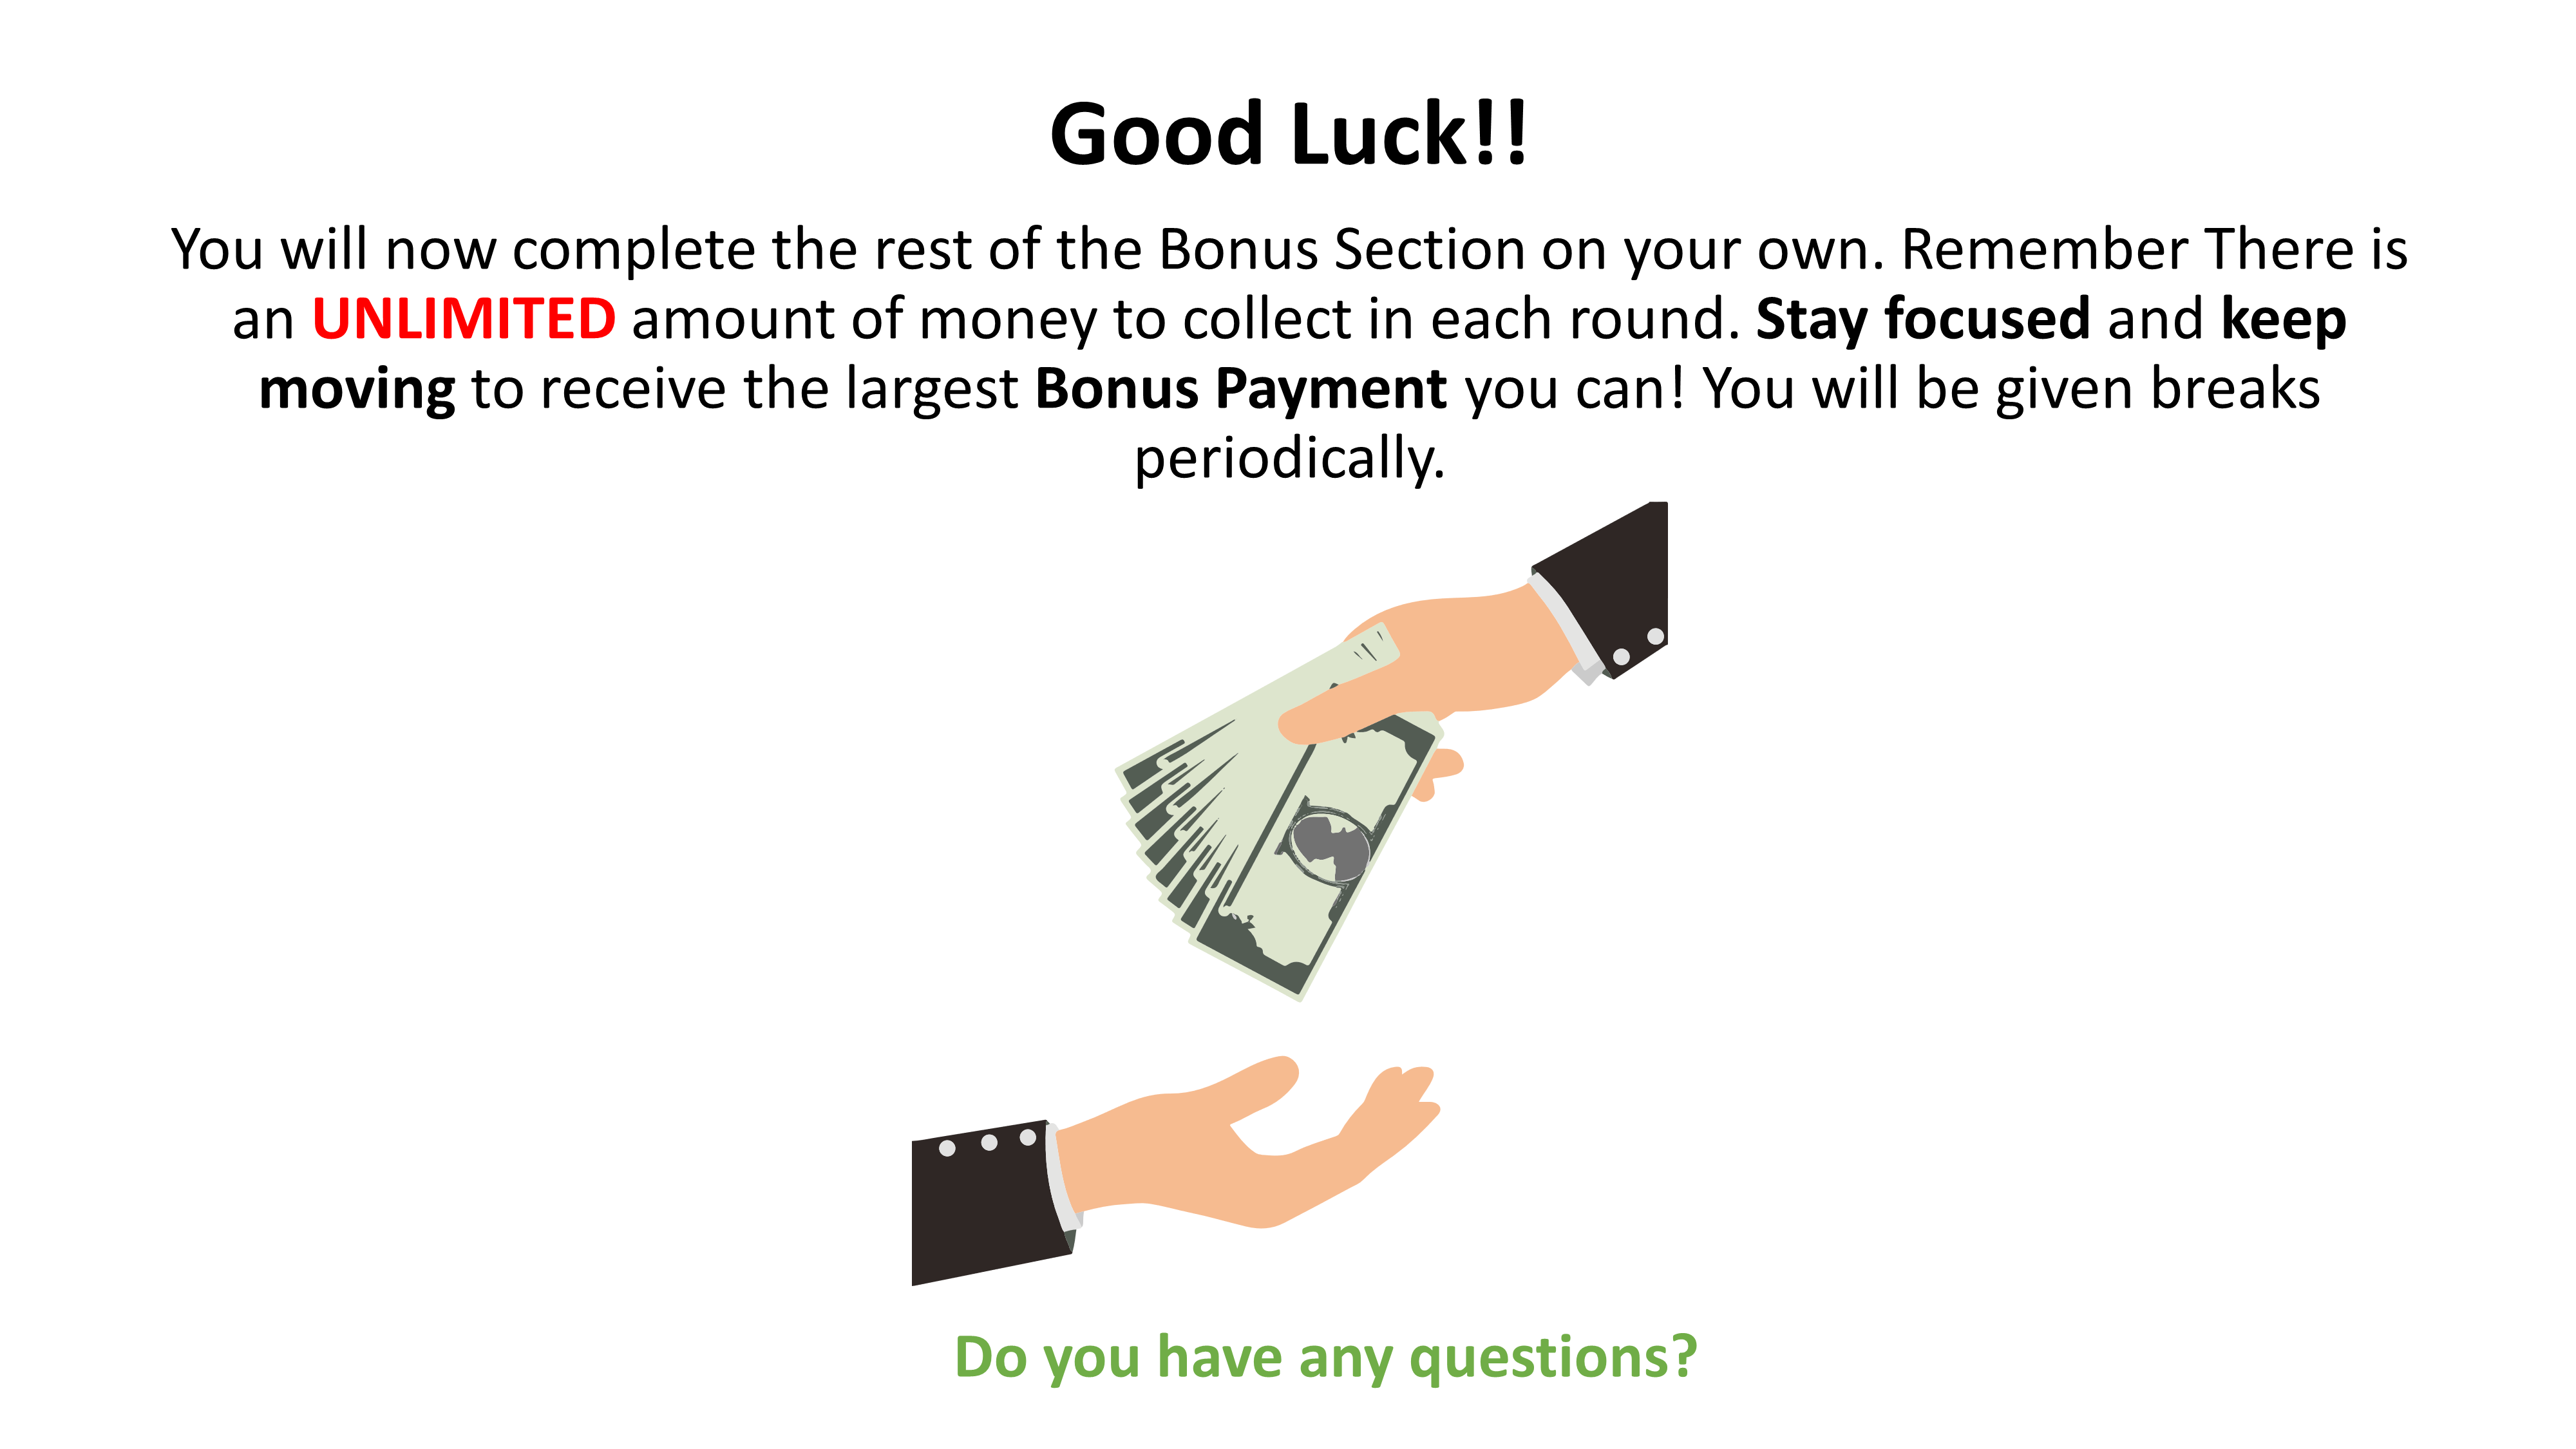 Good Luck!!
You will now complete the rest of the Bonus Section on your own. Remember There is
an UNLIMITED amount of money to collect in each round. Stay focused and keep
moving to receive the largest Bonus Payment you can! You will be given breaks
periodically.
Do you have any questions?